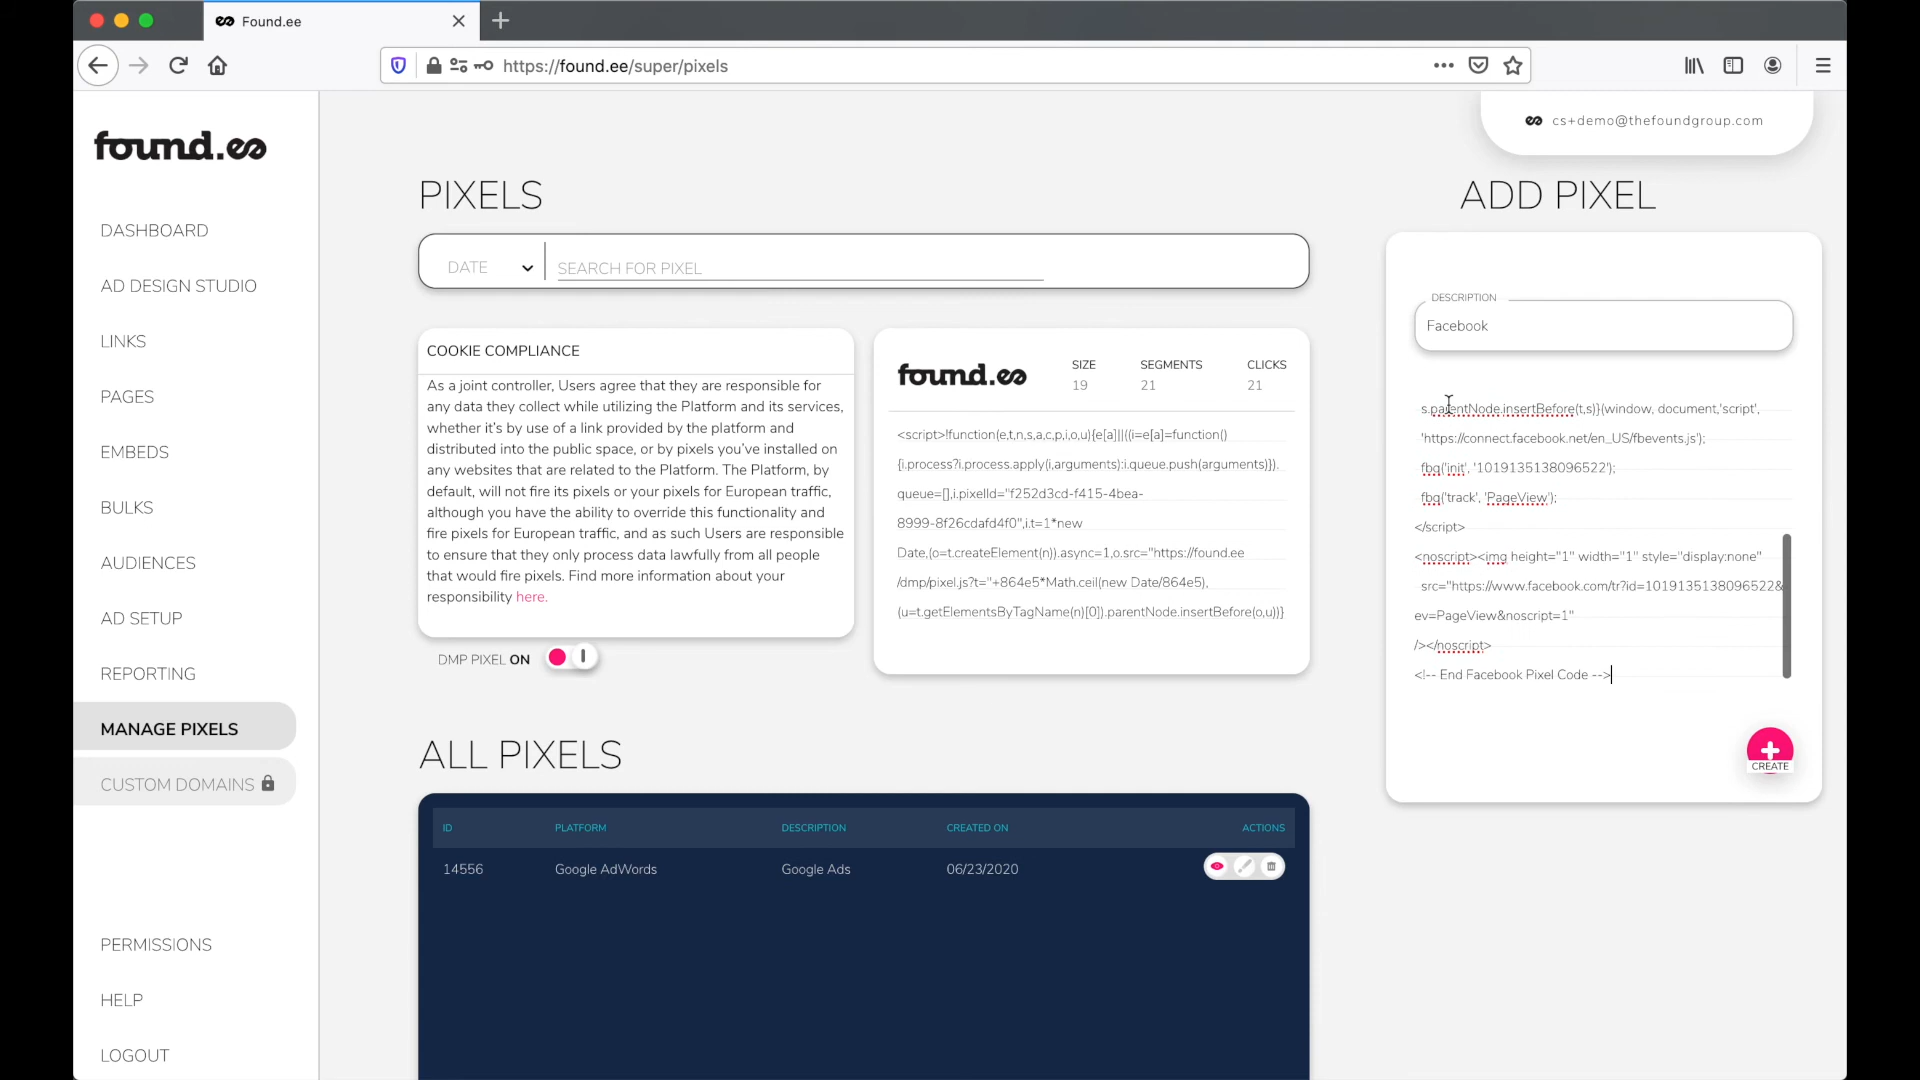 Found.ee
https://found.ee/super/pixels
found.ee
cs+demo@thefoundgroup.com
DASHBOARD
AD DESIGN STUDIO
LINKS
PAGES
EMBEDS
BULKS
AUDIENCES
AD SETUP
REPORTING
MANAGE PIXELS
CUSTOM DOMAINS
PERMISSIONS
HELP
LOGOUT
PIXELS
DATE
SEARCH FOR PIXEL
COOKIE COMPLIANCE
As a joint controller, Users agree that they are responsible for
any data they collect while utilizing the Platform and its services,
whether it's by use of a link provided by the platform and
distributed into the public space, or by pixels you've installed on
any websites that are related to the Platform. The Platform, by
default, will not fire its pixels or your pixels for European traffic,
although you have the ability to override this functionality and
fire pixels for European traffic, and as such Users are responsible
to ensure that they only process data lawfully from all people
that would fire pixels. Find more information about your
responsibility here.
DMP PIXEL ON
found.ee
SIZE SEGMENTS CLICKS
19 21 21
<script>!function(e,t,n,s,a,c,p,i,o,u){e[a]||((i=e[a]=function()
{i.process?i.process.apply(i,arguments):i.queue.push(arguments)}).
queue=[],i.pixelId="f252d3cd-f415-4bea-
8999-8f26cdafd4f0",i.t=1*new
Date,(o=t.createElement(n)).async=1,o.src="https://found.ee
/dmp/pixel.js?t="+864e5*Math.ceil(new Date/864e5),
(u=t.getElementsByTagName(n)[0]).parentNode.insertBefore(o,u))}
ALL PIXELS
ID PLATFORM DESCRIPTION CREATED ON ACTIONS
14556 Google AdWords Google Ads 06/23/2020
ADD PIXEL
DESCRIPTION
Facebook
s.parentNode.insertBefore(t,s)}(window, document,'script',
'https://connect.facebook.net/en_US/fbevents.js');
fbq('init', '1019135138096522');
fbq('track', 'PageView');
</script>
<noscript><img height="1" width="1" style="display:none"
src="https://www.facebook.com/tr?id=1019135138096522&
ev=PageView&noscript=1"
/></noscript>
<!-- End Facebook Pixel Code -->
CREATE